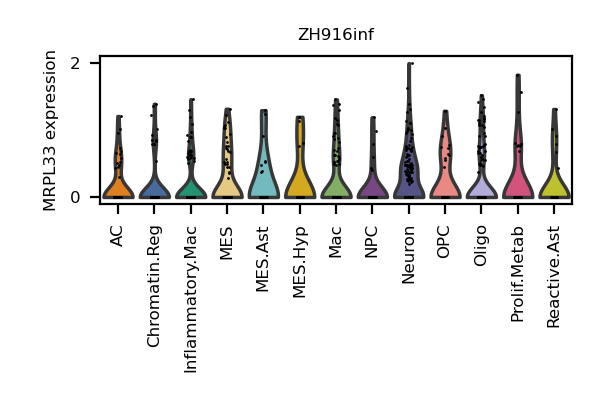 ZH916inf
MRPL33 expression
2
0
AC
Chromatin.Reg
Inflammatory.Mac
MES
MES.Ast
MES.Hyp
Mac
NPC
Neuron
OPC
Oligo
Prolif.Metab
Reactive.Ast